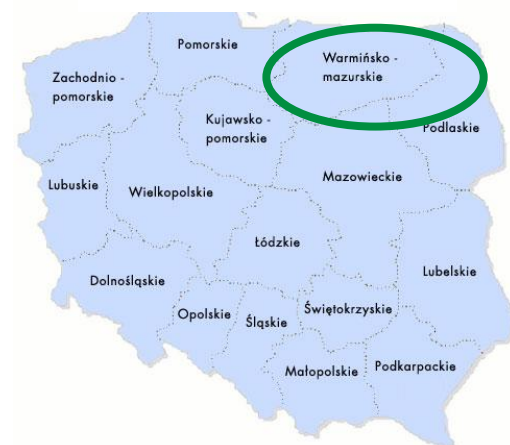 Pomorskie
Warmińsko -
mazurskie
Zachodnio -
pomorskie
Kujawsko -
pomorskie
Podlaskie
Lubuskie
Wielkopolskie
Mazowieckie
Łódzkie
Lubelskie
Dolnośląskie
Opolskie
Śląskie
Świętokrzyskie
Małopolskie
Podkarpackie